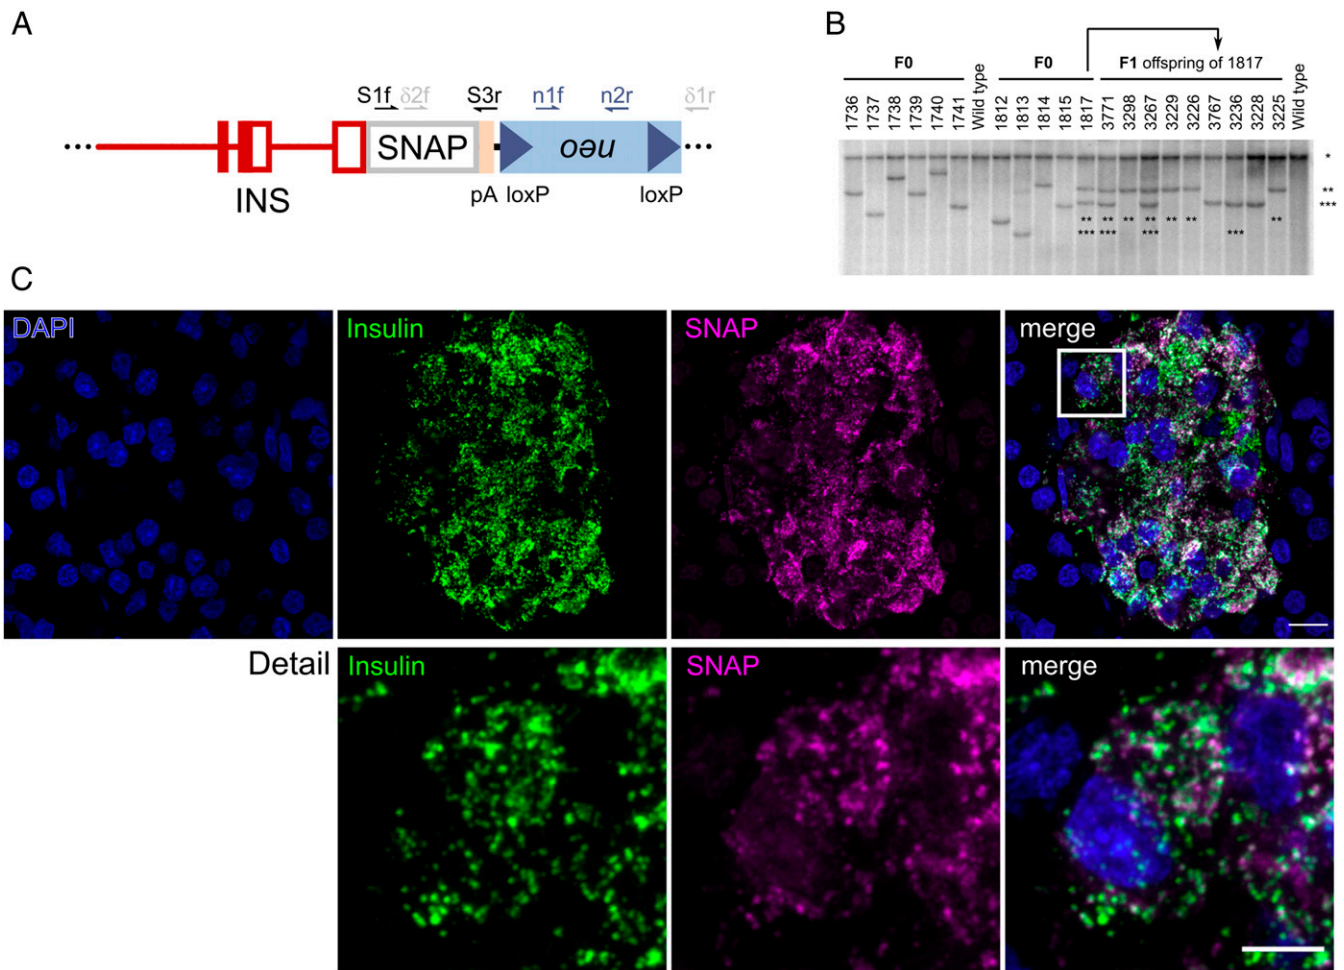 A
S1f δ2f S3r n1f n2r δ1r
SNAP neo
INS
pA loxP loxP
B
F0 F0 F1 offspring of 1817
1736 1737 1738 1739 1740 1741 Wild type 1812 1813 1814 1815 1817 3771 3298 3267 3229 3226 3767 3236 3228 3225 Wild type
*
**
***
** ** ** ** ** ** **
*** *** *** ***
C
DAPI Insulin SNAP merge
Detail Insulin SNAP merge